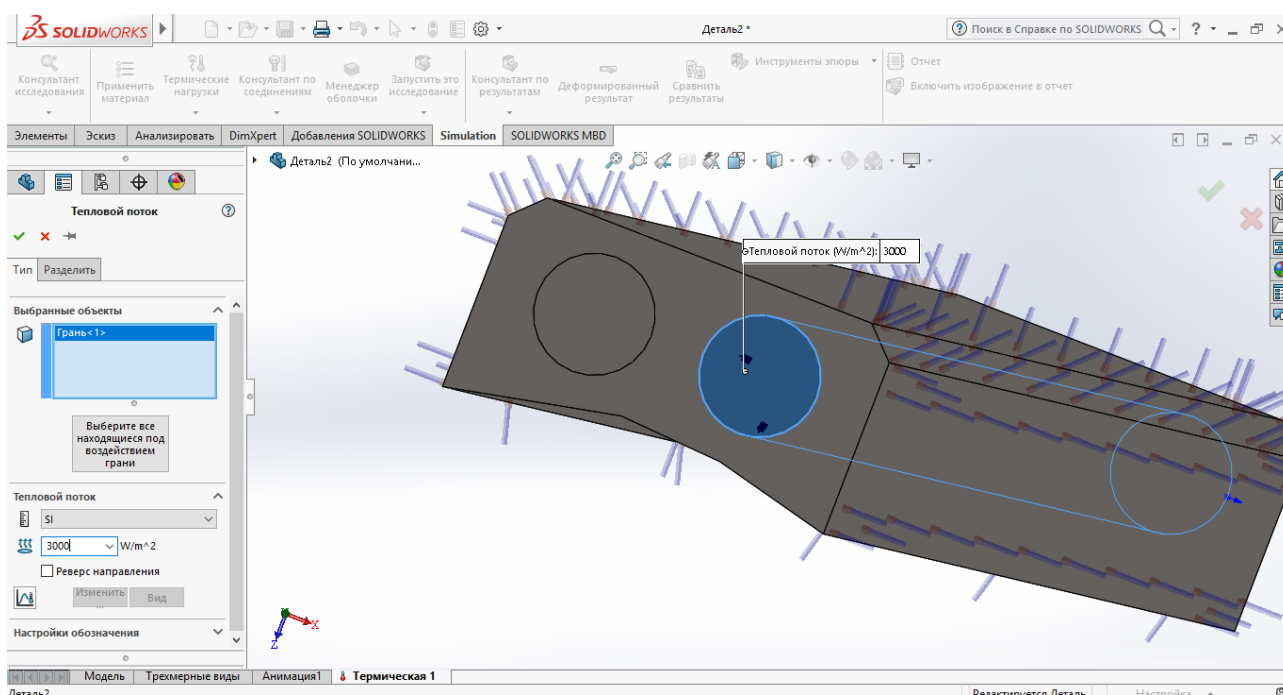 SOLIDWORKS
Деталь2 *
Поиск в Справке по SOLIDWORKS
?
Консультант исследования
Применить материал
Термические нагрузки
Консультант по соединениям
Менеджер оболочки
Запустить это исследование
Консультант по результатам
Деформированный результат
Сравнить результаты
Инструменты эпюры
Отчет
Включить изображение в отчет
Элементы
Эскиз
Анализировать
DimXpert
Добавления SOLIDWORKS
Simulation
SOLIDWORKS MBD
Деталь2 (По умолчани...
Тепловой поток
?
Тип
Разделить
Выбранные объекты
Грань<1>
Выберите все
находящиеся под
воздействием
грани
Тепловой поток
SI
3000 W/m^2
Реверс направления
Изменить
...
Вид
Настройки обозначения
Тепловой поток (W/m^2): 3000
X
Z
Модель
Трехмерные виды
Анимация1
Термическая 1
Деталь2
Редактируется Деталь
Настройка